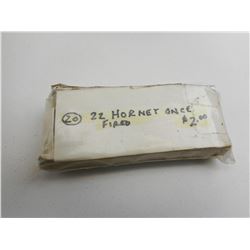 20 22 HORNET ONCE
FIRED $2.00